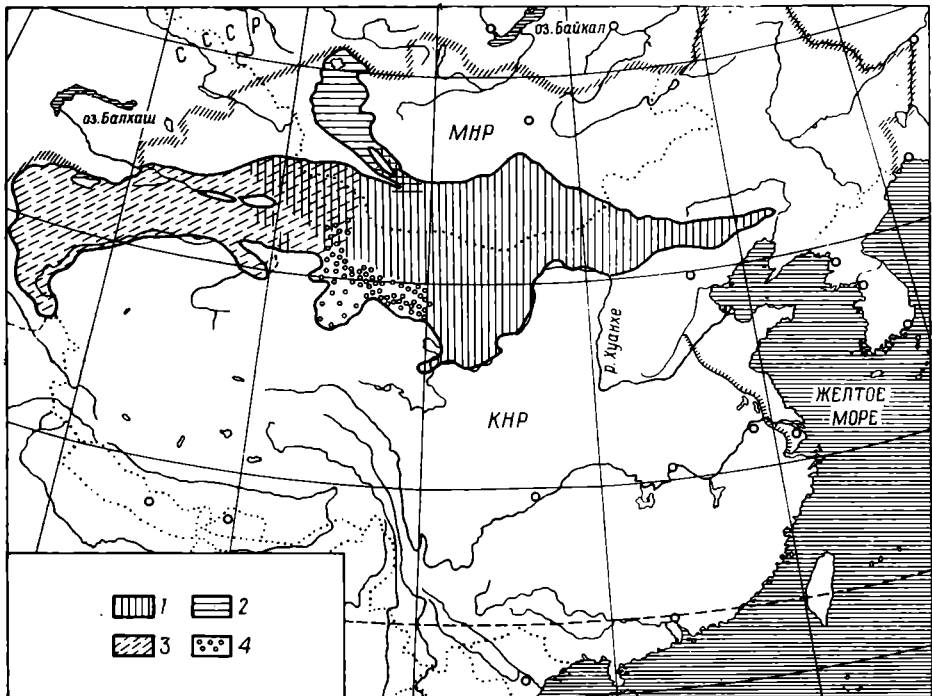 С С С Р
оз. Байкал
оз. Балхаш
МНР
р. Хуанхе
КНР
ЖЕЛТОЕ
МОРЕ
1 2
3 4